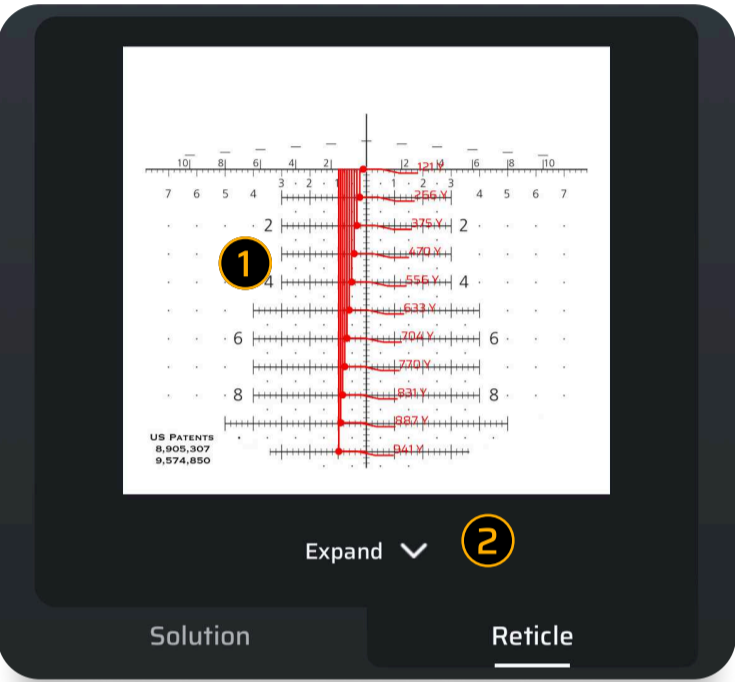 10 8 6 4 2 2 4 6 8 10
121 Y
7 6 5 4 3 2 1 1 2 3 4 5 6 7
256 Y
2 375 Y 2
1 470 Y
4 556 Y 4
633 Y
6 704 Y 6
770 Y
8 831 Y 8
887 Y
US PATENTS
8,905,307
9,574,850
941 Y
Expand
2
Solution Reticle